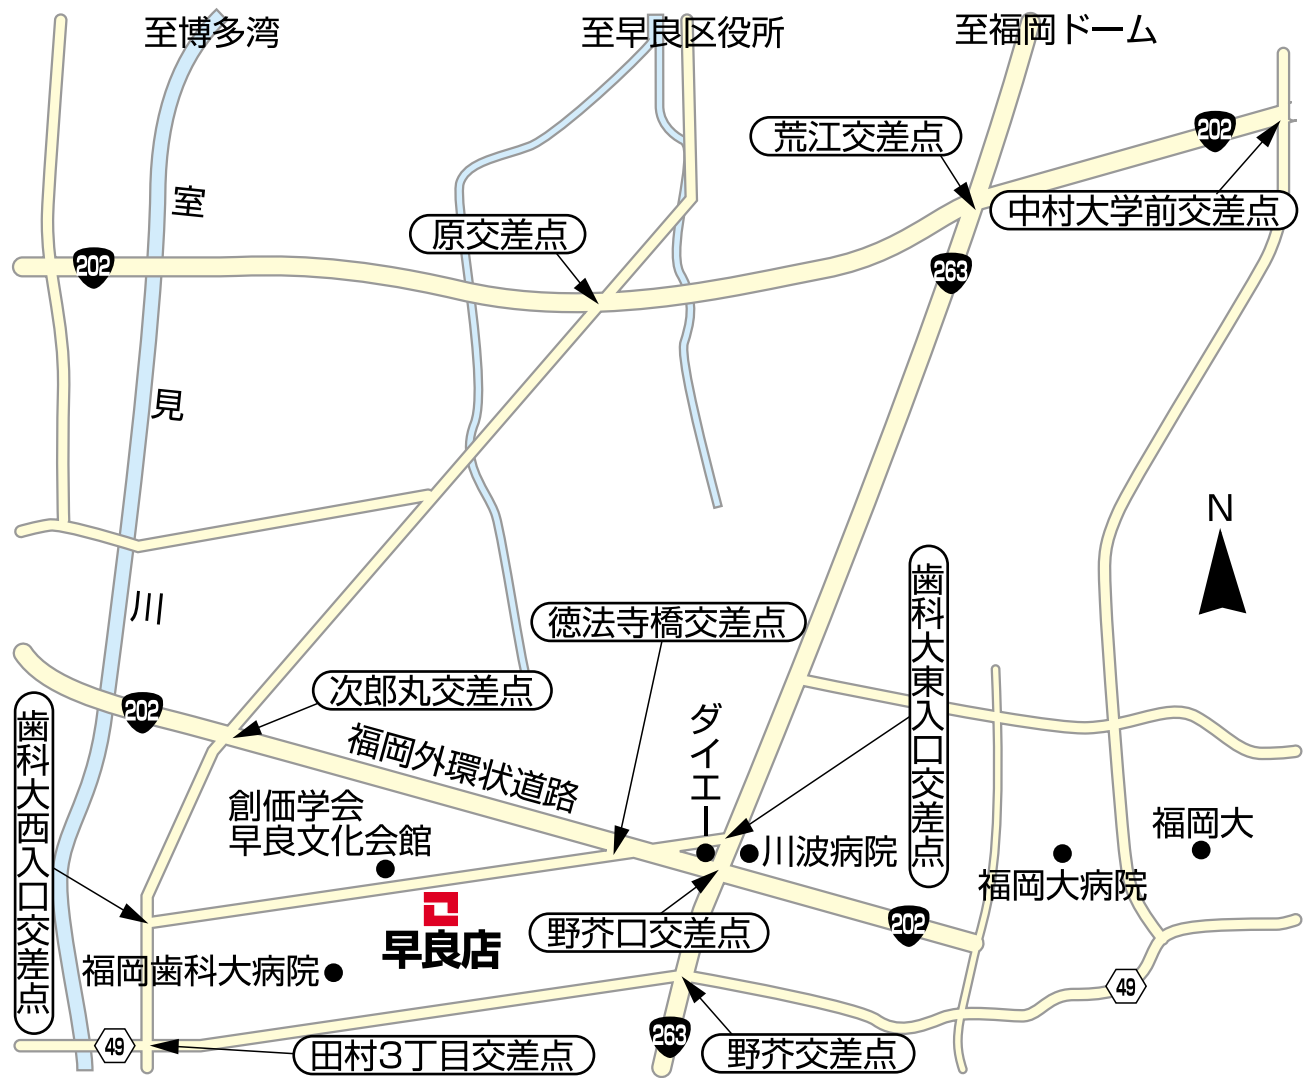 至博多湾
至早良区役所
至福岡ドーム
荒江交差点
202
室
中村大学前交差点
原交差点
202
263
見
N
川
歯科大東入口交差点
徳法寺橋交差点
次郎丸交差点
202
歯科大西入口交差点
ダイエー
福岡外環状道路
創価学会
早良文化会館
川波病院
福岡大
福岡大病院
早良店
野芥口交差点
202
福岡歯科大病院
49
263
49
田村3丁目交差点
野芥交差点